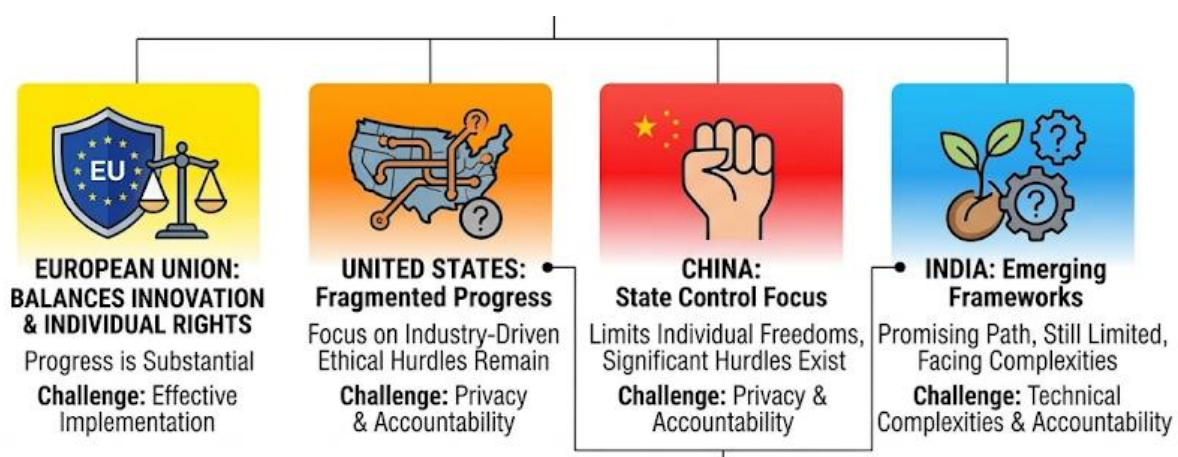 EU
?
?
?
?
EUROPEAN UNION:
BALANCES INNOVATION
& INDIVIDUAL RIGHTS
Progress is Substantial
Challenge: Effective
Implementation
UNITED STATES:
Fragmented Progress
Focus on Industry-Driven
Ethical Hurdles Remain
Challenge: Privacy
& Accountability
CHINA:
State Control Focus
Limits Individual Freedoms,
Significant Hurdles Exist
Challenge: Privacy &
Accountability
INDIA: Emerging
Frameworks
Promising Path, Still Limited,
Facing Complexities
Challenge: Technical
Complexities & Accountability